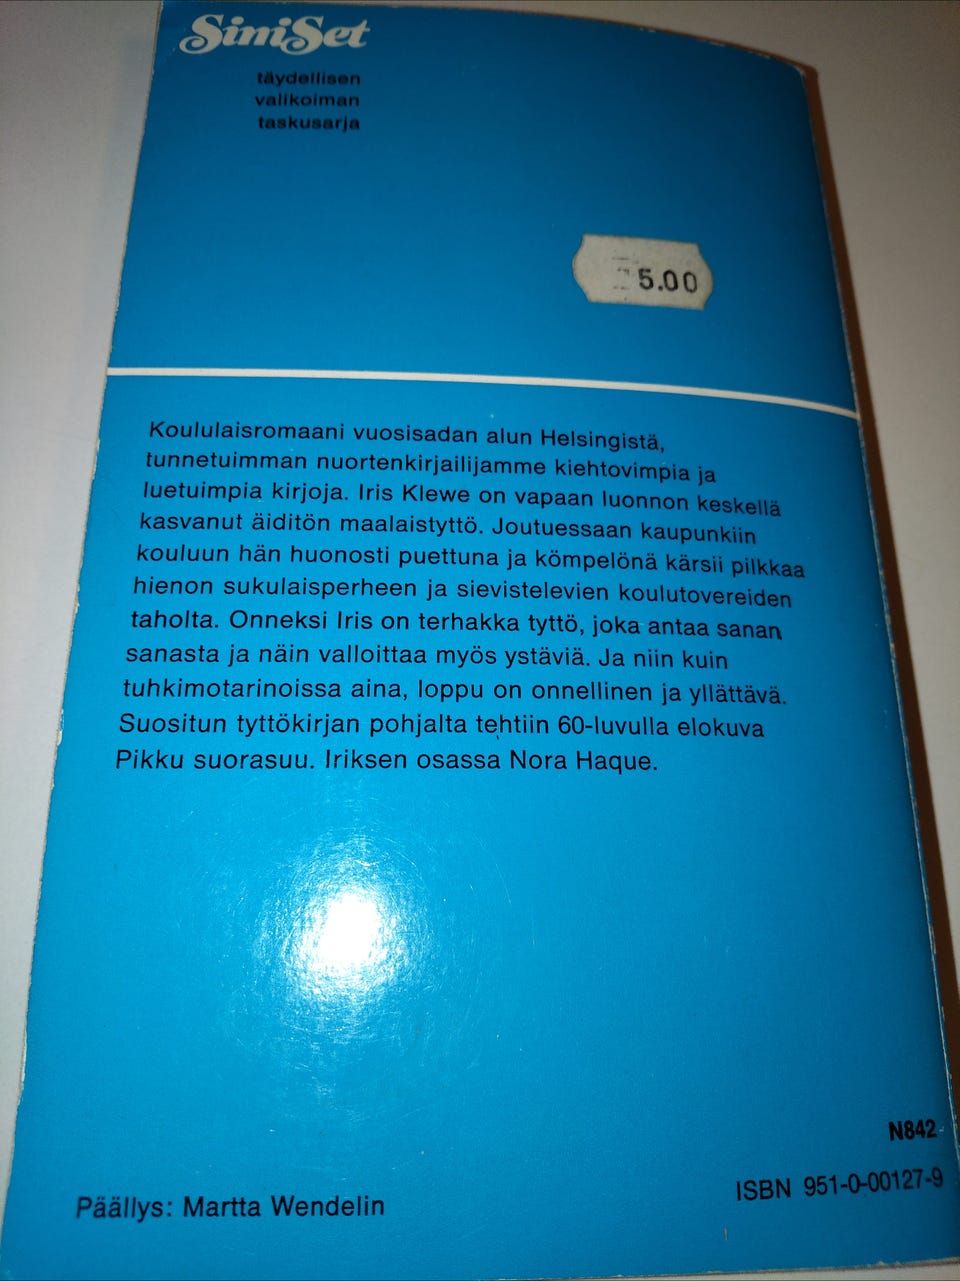 SiniSet
täydellisen
valikoiman
taskusarja
5.00
Koululaisromaani vuosisadan alun Helsingistä,
tunnetuimman nuortenkirjailijamme kiehtovimpia ja
luetuimpia kirjoja. Iris Klewe on vapaan luonnon keskellä
kasvanut äiditön maalaistyttö. Joutuessaan kaupunkiin
kouluun hän huonosti puettuna ja kömpelönä kärsii pilkkaa
hienon sukulaisperheen ja sievistelevien koulutovereiden
taholta. Onneksi Iris on terhakka tyttö, joka antaa sanan
sanasta ja näin valloittaa myös ystäviä. Ja niin kuin
tuhkimotarinoissa aina, loppu on onnellinen ja yllättävä.
Suositun tyttökirjan pohjalta tehtiin 60-luvulla elokuva
Pikku suorasuu. Iriksen osassa Nora Haque.
N842
ISBN 951-0-00127-9
Päällys: Martta Wendelin